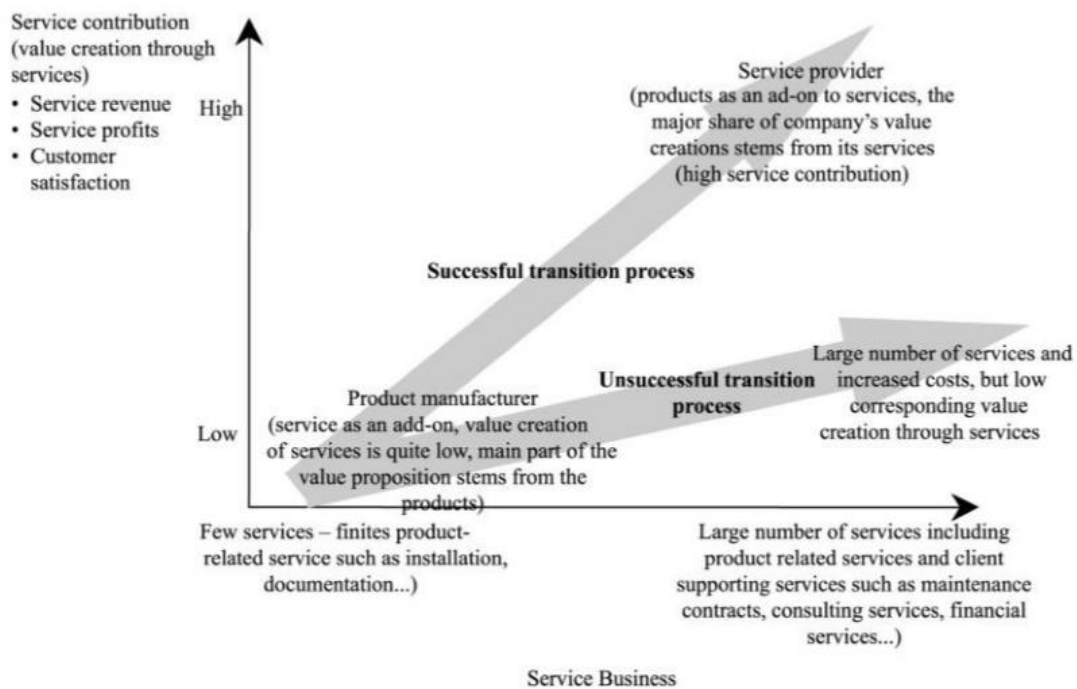 Service contribution
(value creation through
services)
• Service revenue
• Service profits
• Customer
satisfaction
High
Low
Service provider
(products as an ad-on to services, the
major share of company's value
creations stems from its services
(high service contribution)
Successful transition process
Unsuccessful transition
process
Large number of services and
increased costs, but low
corresponding value
creation through services
Product manufacturer
(service as an add-on, value creation
of services is quite low, main part of the
value proposition stems from the
products)
Few services – finites product-
related service such as installation,
documentation...)
Large number of services including
product related services and client
supporting services such as maintenance
contracts, consulting services, financial
services...)
Service Business